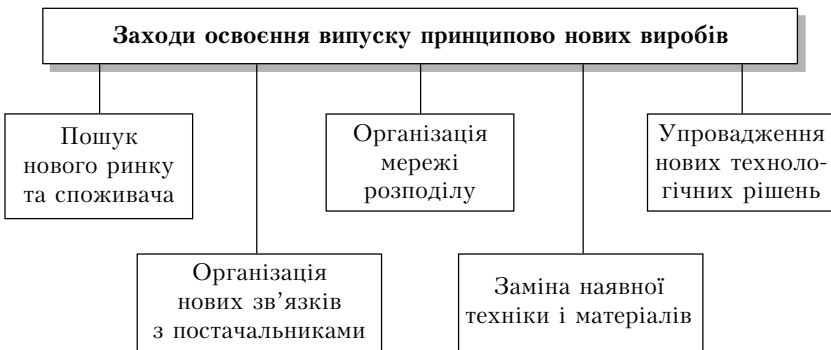 Заходи освоєння випуску принципово нових виробів
Пошук
нового ринку
та споживача
Організація
мережі
розподілу
Упровадження
нових техноло-
гічних рішень
Організація
нових зв’язків
з постачальниками
Заміна наявної
техніки і матеріалів